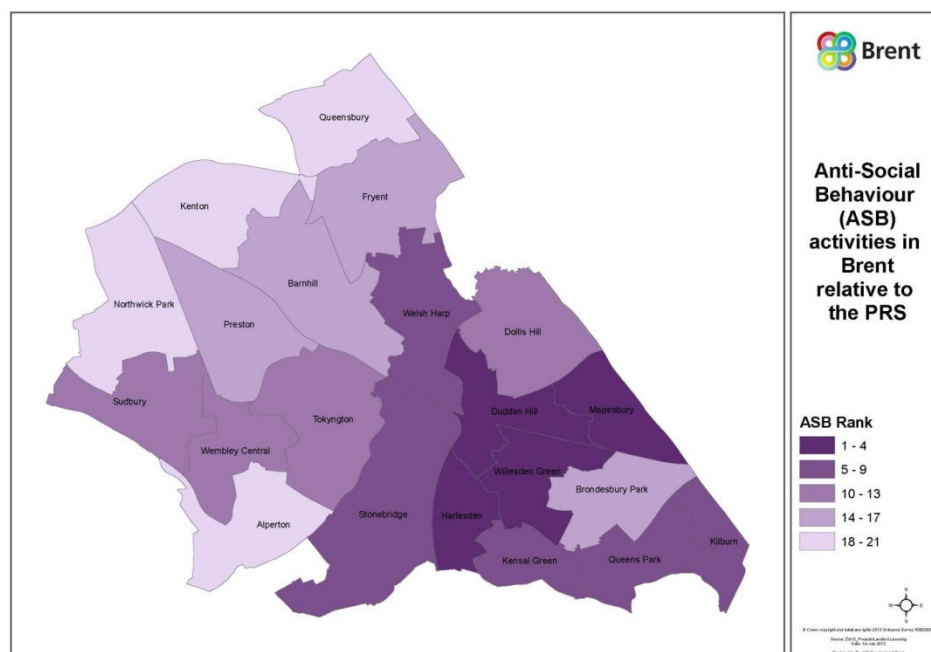 Brent
Anti-Social
Behaviour
(ASB)
activities in
Brent
relative to
the PRS
ASB Rank
1 - 4
5 - 9
10 - 13
14 - 17
18 - 21
Queensbury
Kenton
Fryent
Northwick Park
Barnhill
Preston
Welsh Harp
Dollis Hill
Sudbury
Tokyngton
Dudden Hill
Mapesbury
Wembley Central
Willesden Green
Brondesbury Park
Alperton
Stonebridge
Harlesden
Kensal Green
Queens Park
Kilburn
N
W
E
S